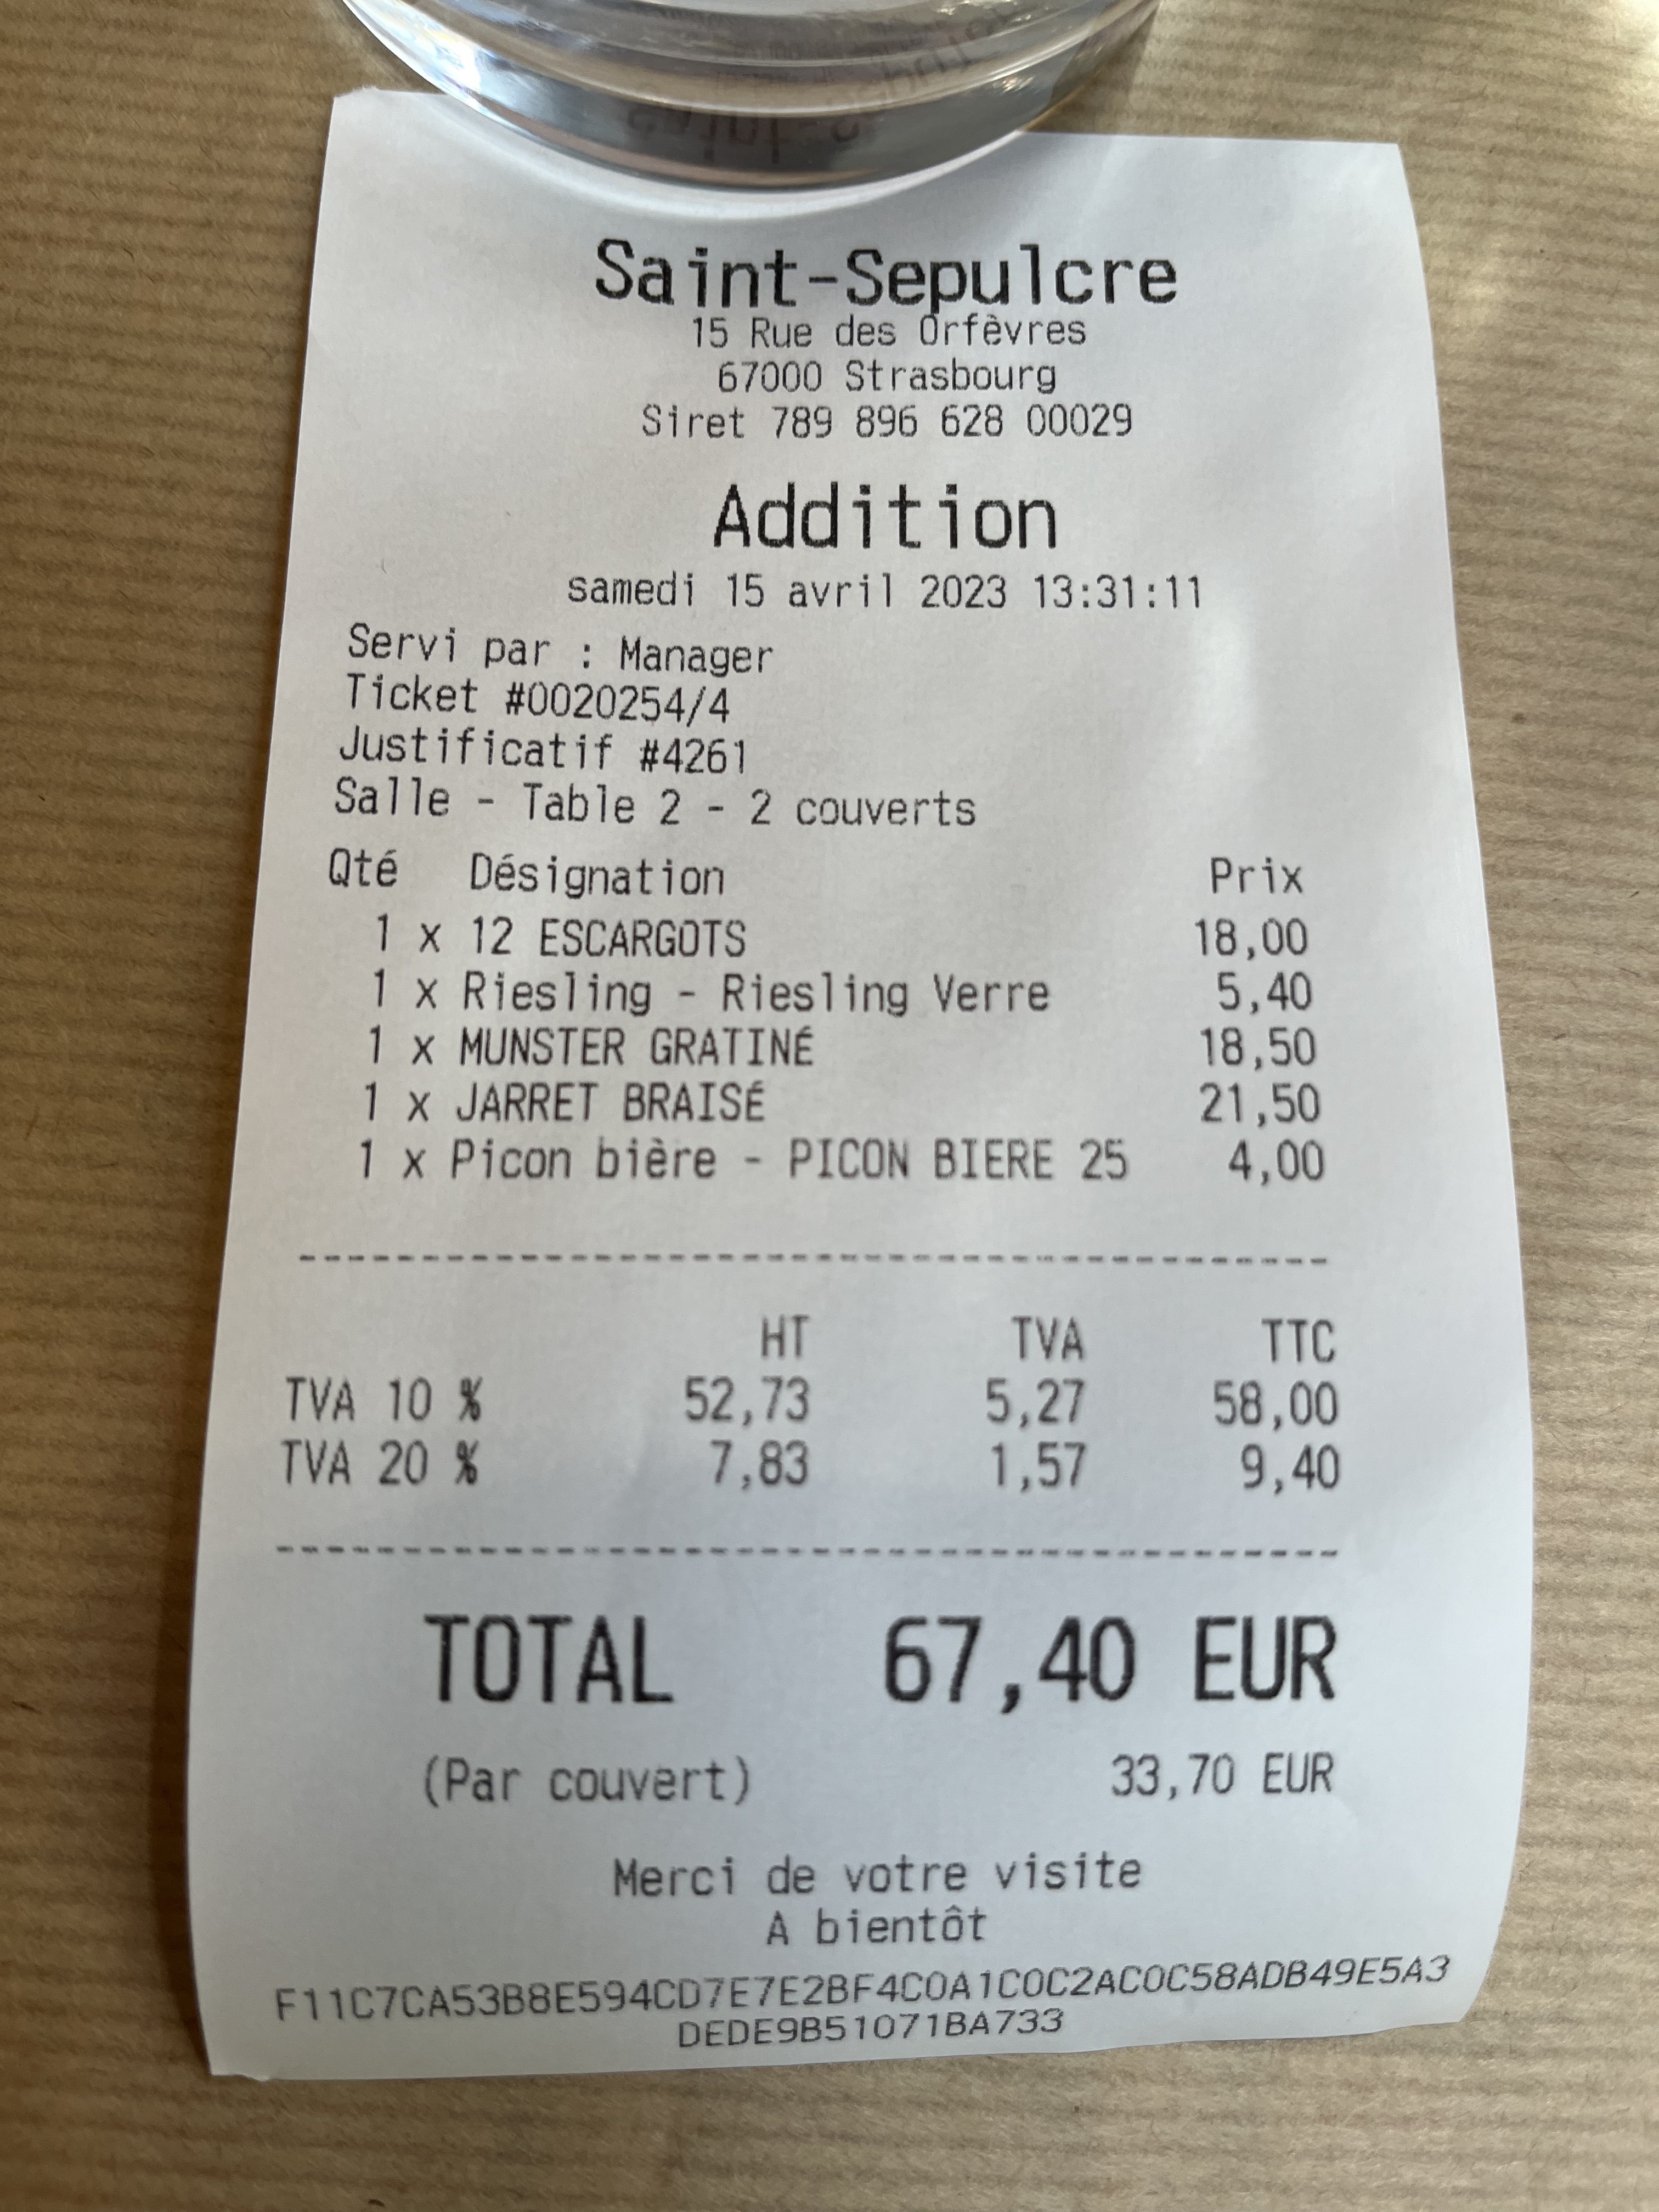 Saint-Sepulcre
15 Rue des Orfèvres
67000 Strasbourg
Siret 789 896 628 00029
Addition
samedi 15 avril 2023 13:31:11
Servi par : Manager
Ticket #0020254/4
Justificatif #4261
Salle - Table 2 - 2 couverts
Qté Désignation Prix
1 x 12 ESCARGOTS 18,00
1 x Riesling - Riesling Verre 5,40
1 x MUNSTER GRATINÉ 18,50
1 x JARRET BRAISÉ 21,50
1 x Picon bière - PICON BIERE 25 4,00
HT TVA TTC
TVA 10 % 52,73 5,27 58,00
TVA 20 % 7,83 1,57 9,40
TOTAL 67,40 EUR
(Par couvert) 33,70 EUR
Merci de votre visite
A bientôt
F11C7CA53B8E594CD7E7E2BF4C0A1C0C2AC0C58ADB49E5A3
DEDE9B51071BA733